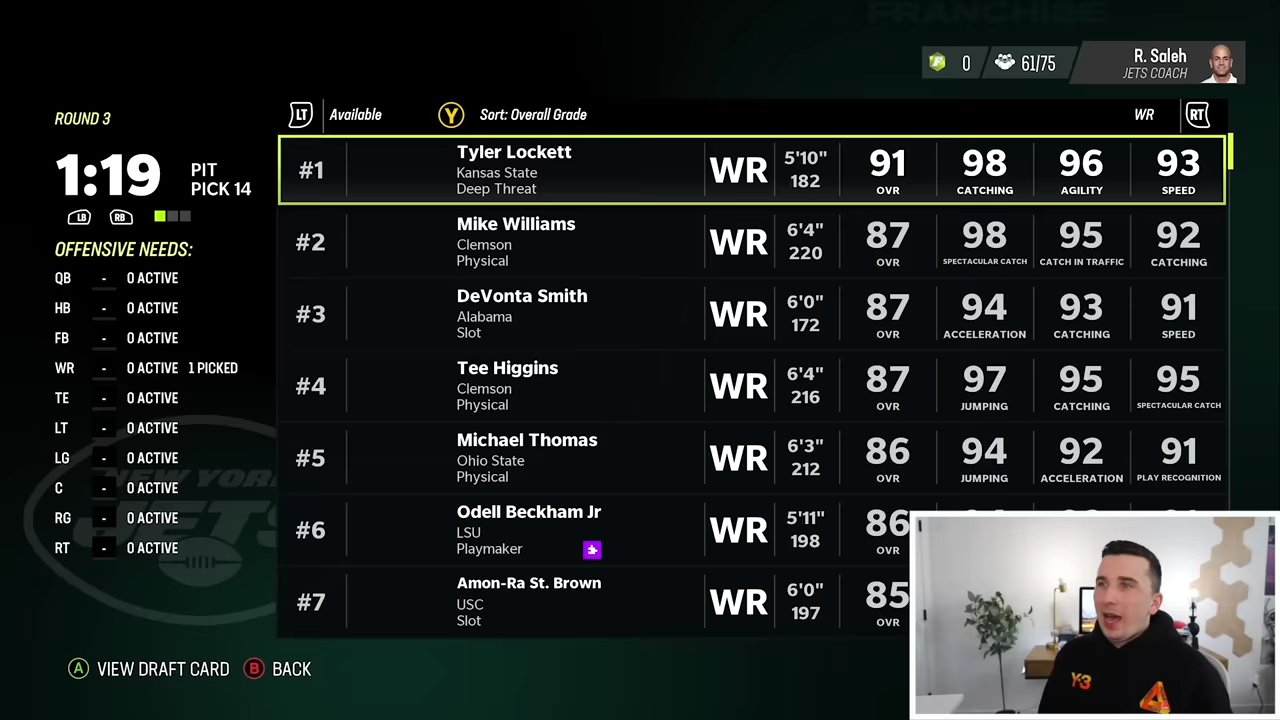 FRANCHISE
0
61/75
R. Saleh
JETS COACH
ROUND 3
1:19
PIT
PICK 14
LB
RB
OFFENSIVE NEEDS:
QB - 0 ACTIVE
HB - 0 ACTIVE
FB - 0 ACTIVE
WR - 0 ACTIVE 1 PICKED
TE - 0 ACTIVE
LT - 0 ACTIVE
LG - 0 ACTIVE
C - 0 ACTIVE
RG - 0 ACTIVE
RT - 0 ACTIVE
NEW YORK
JETS
LT Available Y Sort: Overall Grade WR RT
#1
Tyler Lockett
Kansas State
Deep Threat
WR
5'10"
182
91 98 96 93
OVR CATCHING AGILITY SPEED
#2
Mike Williams
Clemson
Physical
WR
6'4"
220
87 98 95 92
OVR SPECTACULAR CATCH CATCH IN TRAFFIC CATCHING
#3
DeVonta Smith
Alabama
Slot
WR
6'0"
172
87 94 93 91
OVR ACCELERATION CATCHING SPEED
#4
Tee Higgins
Clemson
Physical
WR
6'4"
216
87 97 95 95
OVR JUMPING CATCHING SPECTACULAR CATCH
#5
Michael Thomas
Ohio State
Physical
WR
6'3"
212
86 94 92 91
OVR JUMPING ACCELERATION PLAY RECOGNITION
#6
Odell Beckham Jr
LSU
Playmaker
WR
5'11"
198
86
OVR
#7
Amon-Ra St. Brown
USC
Slot
WR
6'0"
197
85
OVR
A VIEW DRAFT CARD B BACK
Y-3